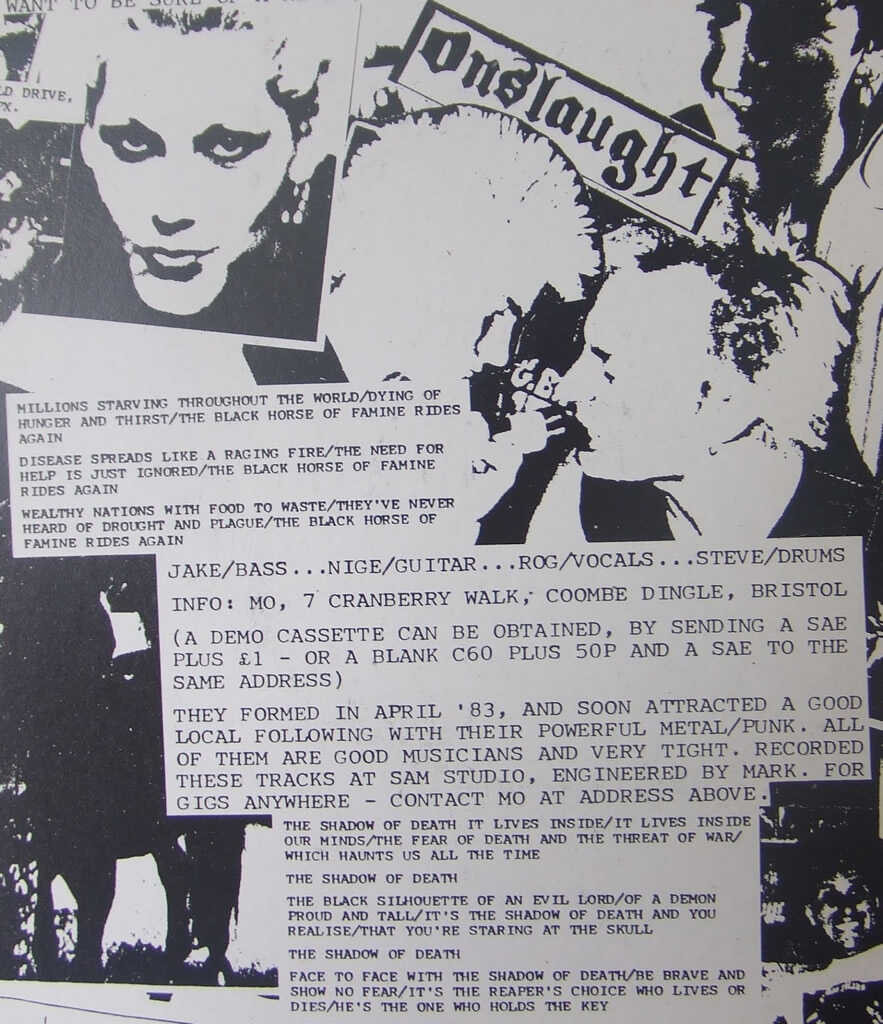 WANT TO BE SURE OF A
LD DRIVE,
Onslaught
GB
MILLIONS STARVING THROUGHOUT THE WORLD/DYING OF
HUNGER AND THIRST/THE BLACK HORSE OF FAMINE RIDES
AGAIN
DISEASE SPREADS LIKE A RAGING FIRE/THE NEED FOR
HELP IS JUST IGNORED/THE BLACK HORSE OF FAMINE
RIDES AGAIN
WEALTHY NATIONS WITH FOOD TO WASTE/THEY'VE NEVER
HEARD OF DROUGHT AND PLAGUE/THE BLACK HORSE OF
FAMINE RIDES AGAIN
JAKE/BASS...NIGE/GUITAR...ROG/VOCALS...STEVE/DRUMS
INFO: MO, 7 CRANBERRY WALK, COOMBE DINGLE, BRISTOL
(A DEMO CASSETTE CAN BE OBTAINED, BY SENDING A SAE
PLUS £1 - OR A BLANK C60 PLUS 50P AND A SAE TO THE
SAME ADDRESS)
THEY FORMED IN APRIL '83, AND SOON ATTRACTED A GOOD
LOCAL FOLLOWING WITH THEIR POWERFUL METAL/PUNK. ALL
OF THEM ARE GOOD MUSICIANS AND VERY TIGHT. RECORDED
THESE TRACKS AT SAM STUDIO, ENGINEERED BY MARK. FOR
GIGS ANYWHERE - CONTACT MO AT ADDRESS ABOVE.
THE SHADOW OF DEATH IT LIVES INSIDE/IT LIVES INSIDE
OUR MINDS/THE FEAR OF DEATH AND THE THREAT OF WAR/
WHICH HAUNTS US ALL THE TIME
THE SHADOW OF DEATH
THE BLACK SILHOUETTE OF AN EVIL LORD/OF A DEMON
PROUD AND TALL/IT'S THE SHADOW OF DEATH AND YOU
REALISE/THAT YOU'RE STARING AT THE SKULL
THE SHADOW OF DEATH
FACE TO FACE WITH THE SHADOW OF DEATH/BE BRAVE AND
SHOW NO FEAR/IT'S THE REAPER'S CHOICE WHO LIVES OR
DIES/HE'S THE ONE WHO HOLDS THE KEY